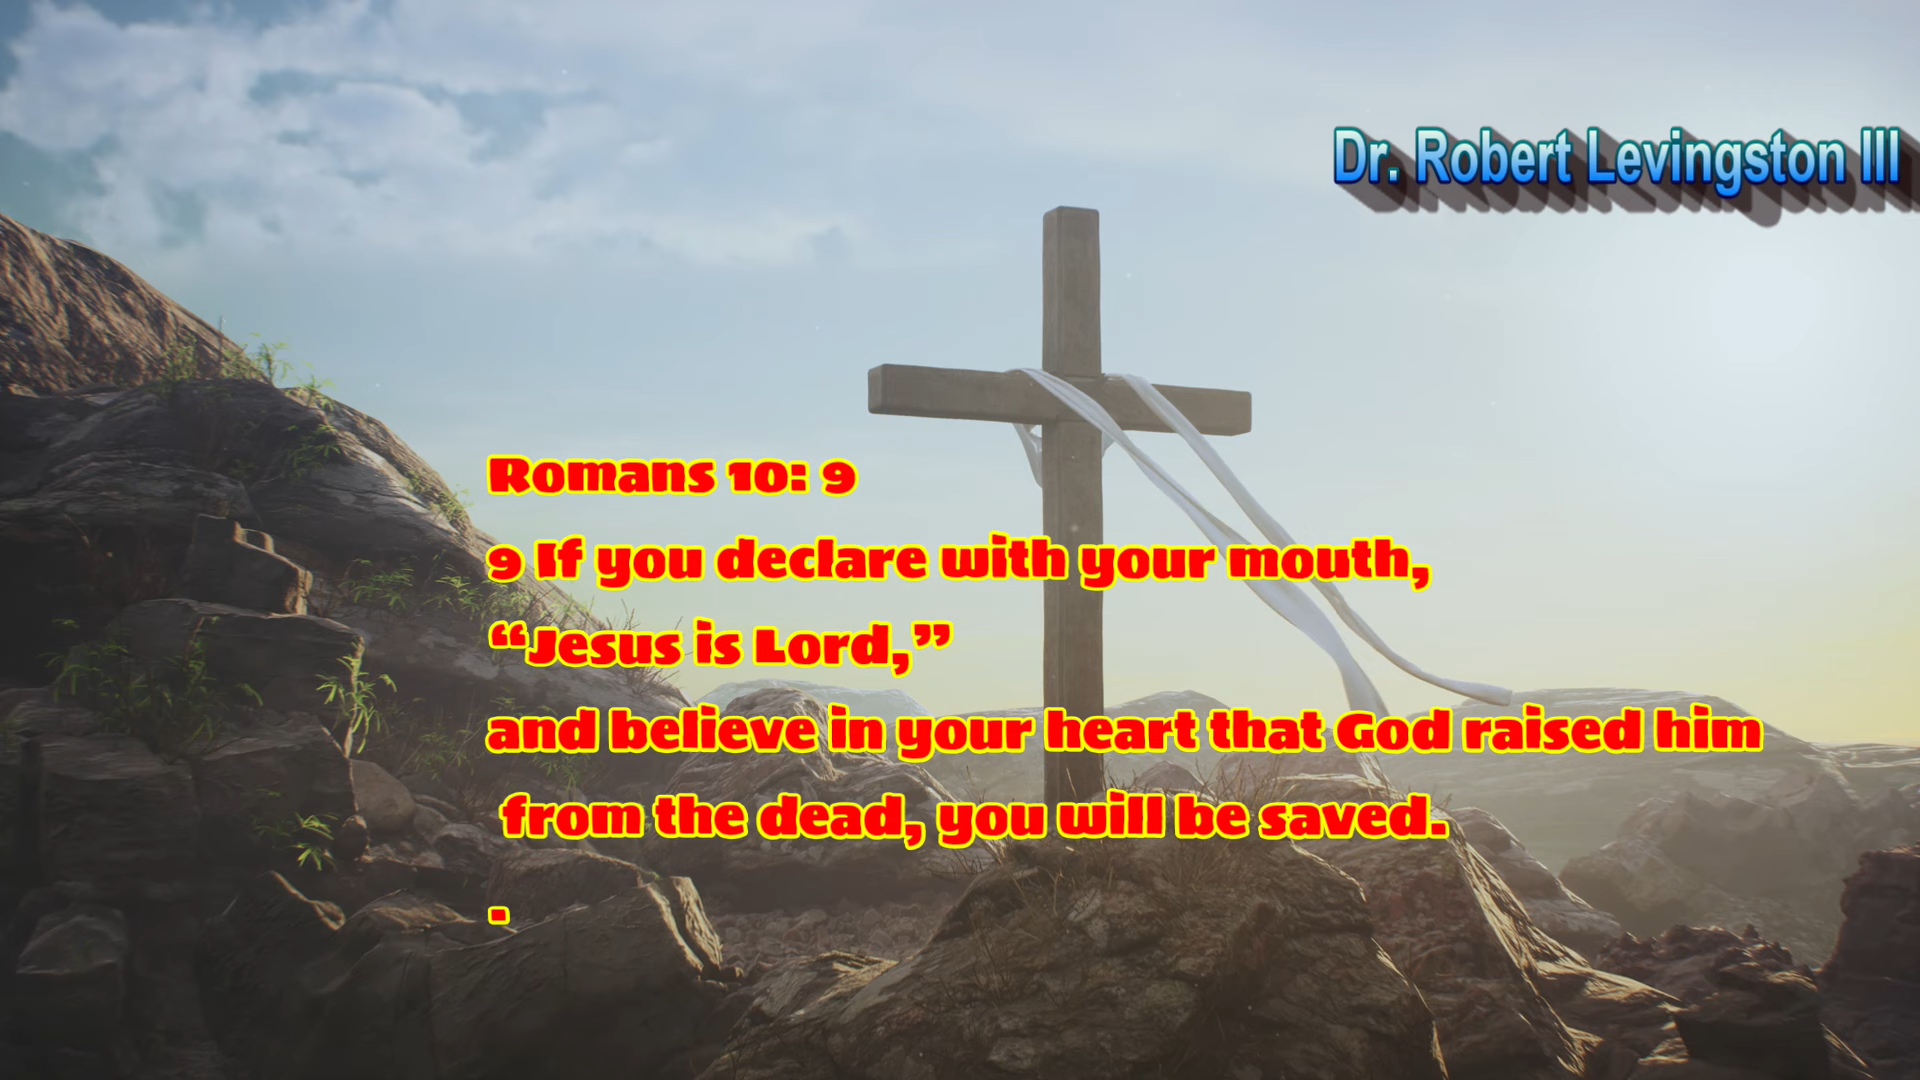 Dr. Robert Levingston III
Romans 10: 9
9 If you declare with your mouth,
“Jesus is Lord,”
and believe in your heart that God raised him
from the dead, you will be saved.
.